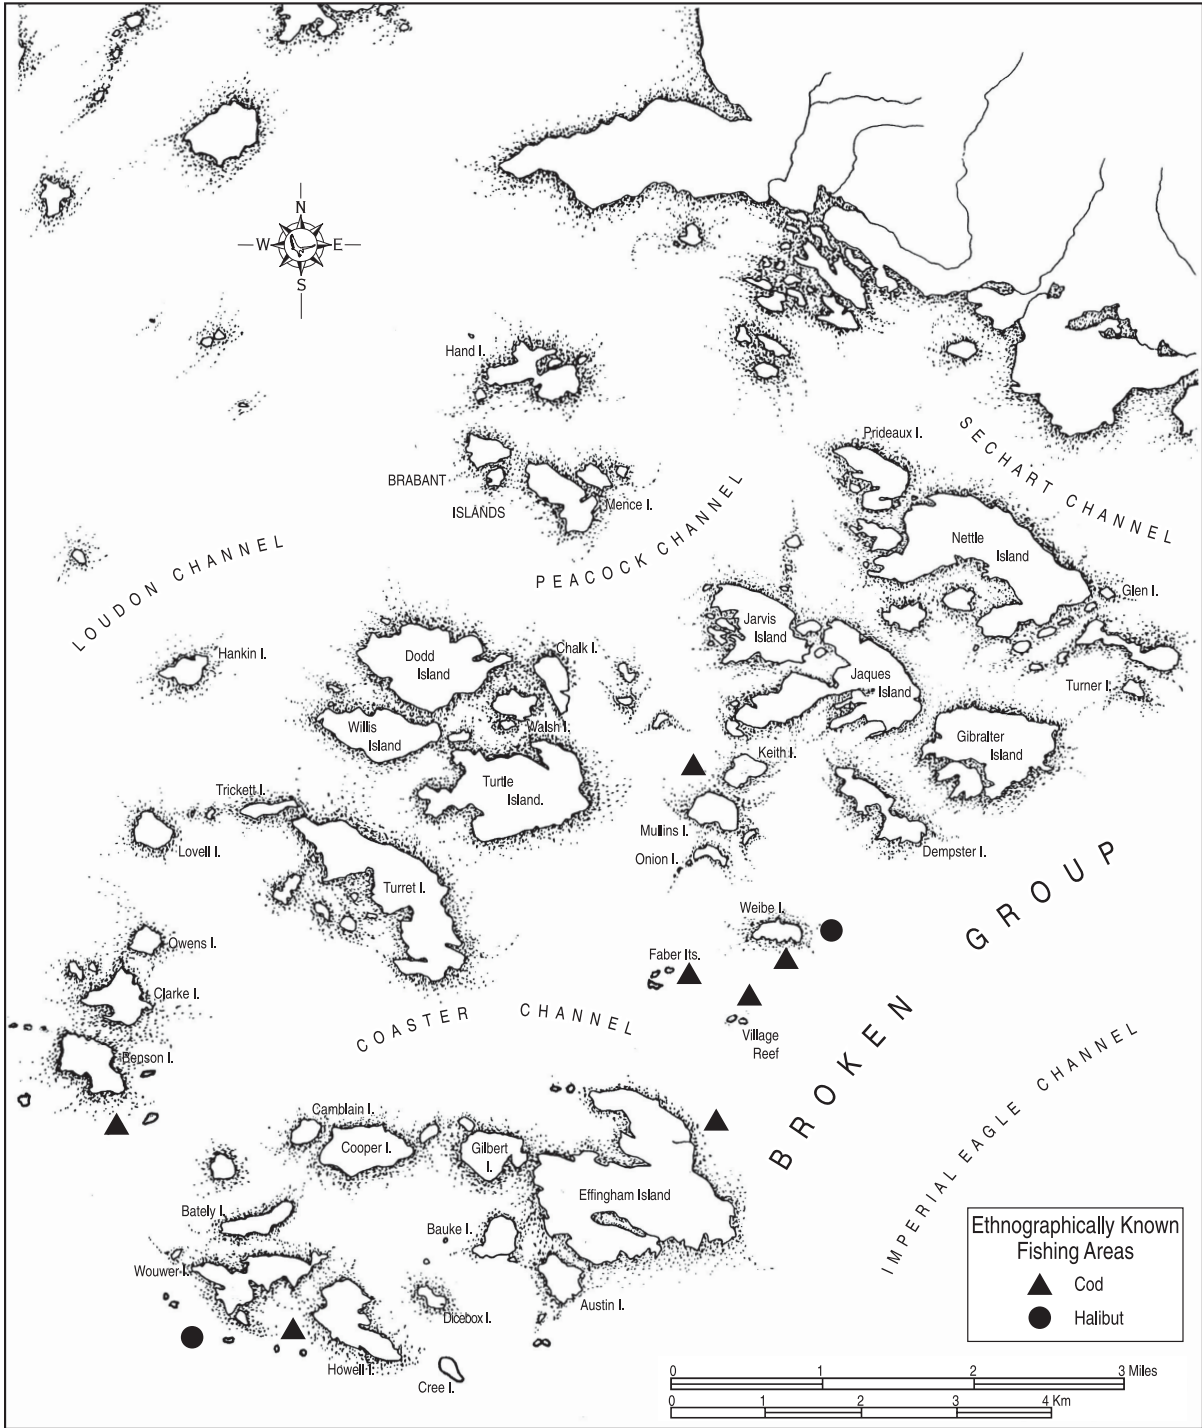 N
W
E
S
Hand I.
BRABANT
ISLANDS
Mence I.
Prideaux I.
SECHART CHANNEL
Nettle
Island
Glen I.
LOUDON CHANNEL
PEACOCK CHANNEL
Jarvis
Island
Jaques
Island
Turner I.
Hankin I.
Dodd
Island
Chalk I.
Walsh I.
Willis
Island
Gibralter
Island
Keith I.
Turtle
Island.
Trickett I.
Lovell I.
Mullins I.
Onion I.
Dempster I.
Turret I.
Weibe I.
Owens I.
Faber Its.
Clarke I.
COASTER CHANNEL
Village
Reef
Benson I.
BROKEN GROUP
IMPERIAL EAGLE CHANNEL
Camblain I.
Cooper I.
Gilbert
I.
Effingham Island
Bately I.
Bauke I.
Wouwer I.
Austin I.
Dicebox I.
Howell I.
Cree I.
Ethnographically Known
Fishing Areas
Cod
Halibut
0 1 2 3 Miles
0 1 2 3 4 Km